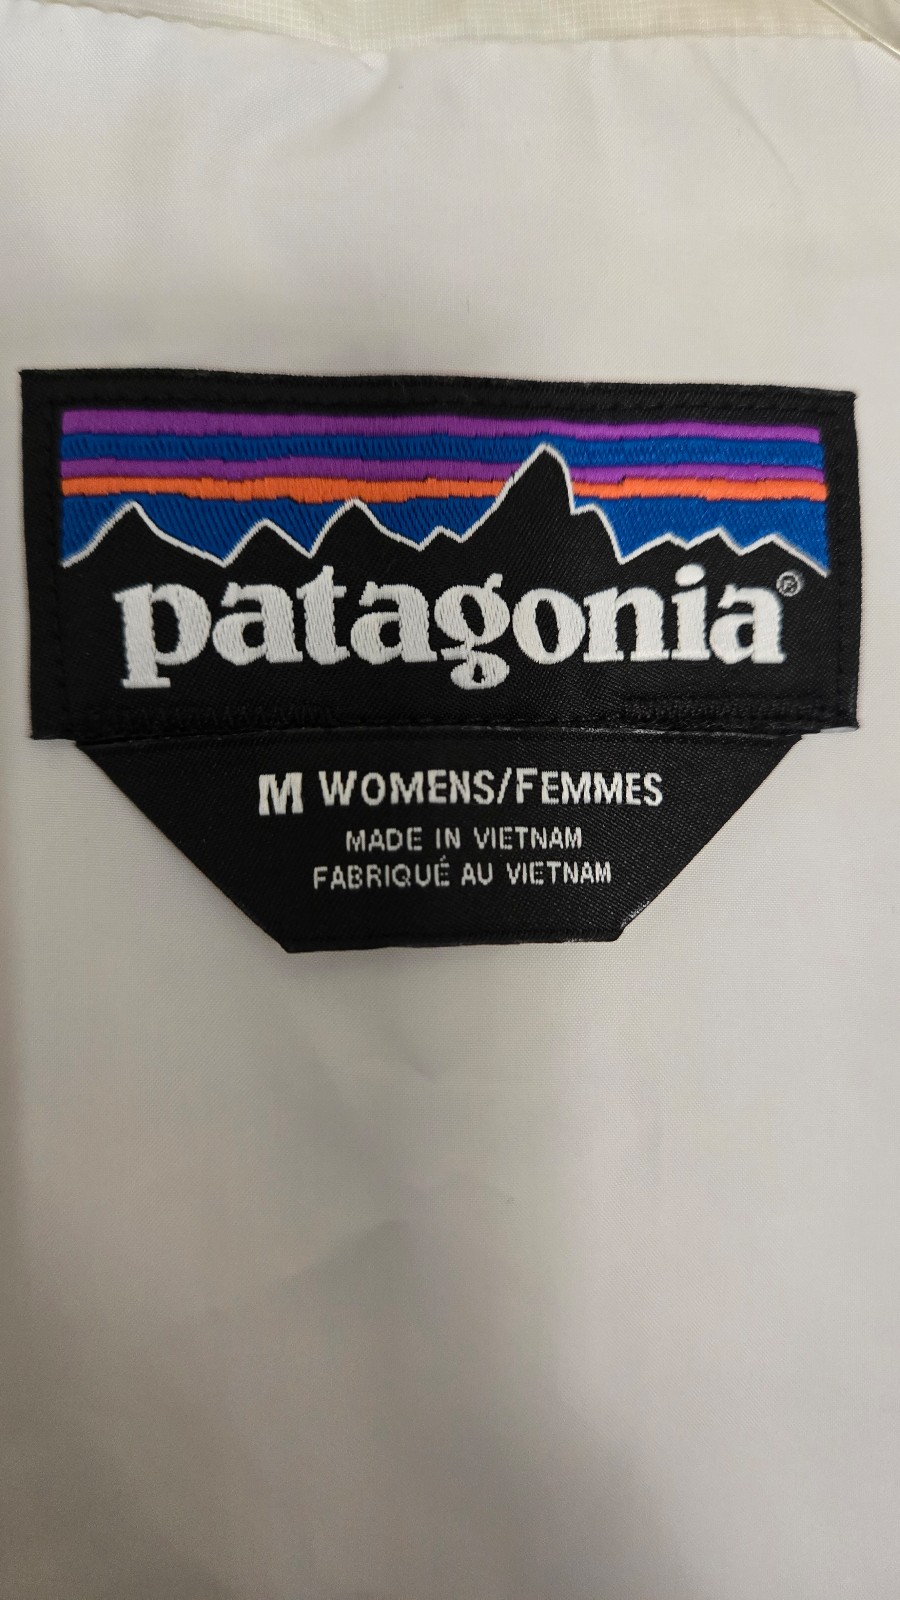 patagonia®
M WOMENS/FEMMES
MADE IN VIETNAM
FABRIQUÉ AU VIETNAM